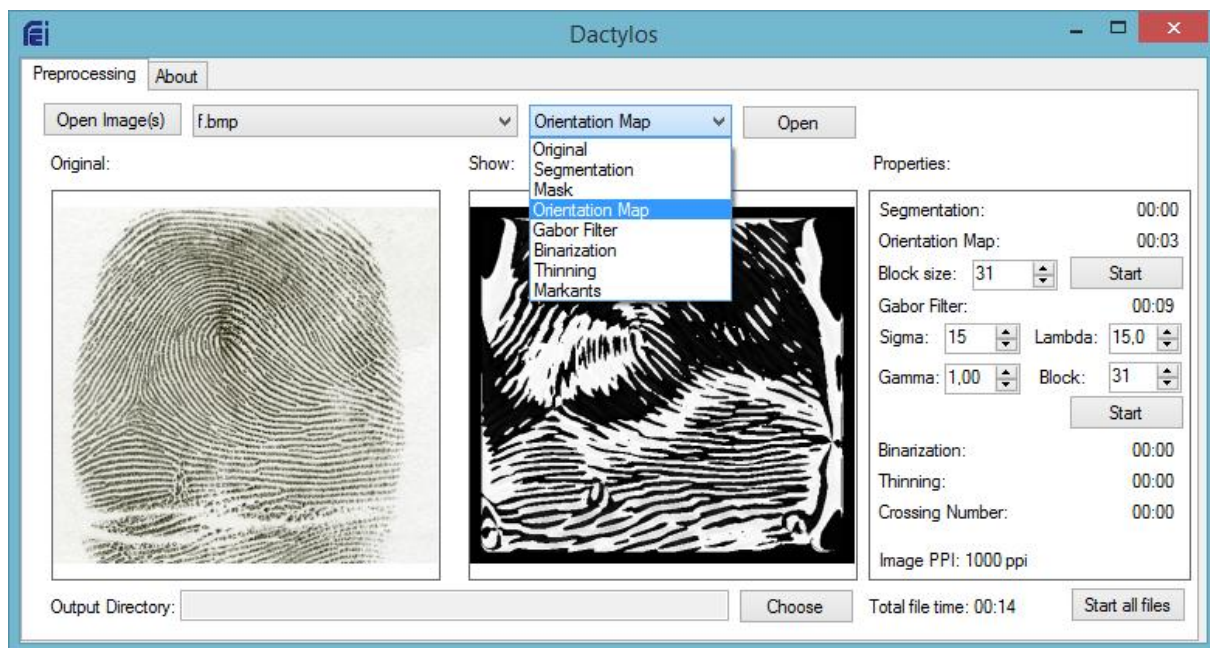 Dactylos
Preprocessing About
Open Image(s) f.bmp Orientation Map Open
Original: Show: Properties:
Original
Segmentation
Mask
Orientation Map
Gabor Filter
Binarization
Thinning
Markants
Segmentation: 00:00
Orientation Map: 00:03
Block size: 31 Start
Gabor Filter: 00:09
Sigma: 15 Lambda: 15,0
Gamma: 1,00 Block: 31
Start
Binarization: 00:00
Thinning: 00:00
Crossing Number: 00:00
Image PPI: 1000 ppi
Output Directory: Choose Total file time: 00:14 Start all files